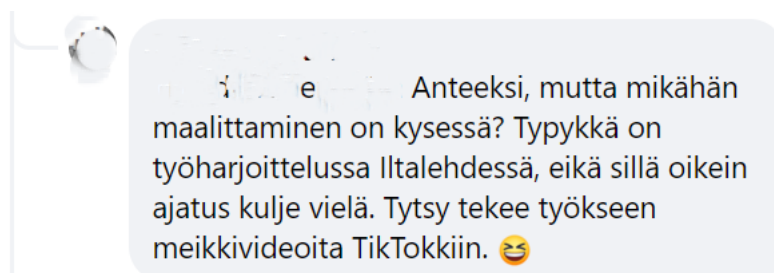 Anteeksi, mutta mikähän
maalittaminen on kysessä? Typykkä on
työharjoittelussa Iltalehdessä, eikä sillä oikein
ajatus kulje vielä. Tytsy tekee työkseen
meikkivideoita TikTokkiin. 😆